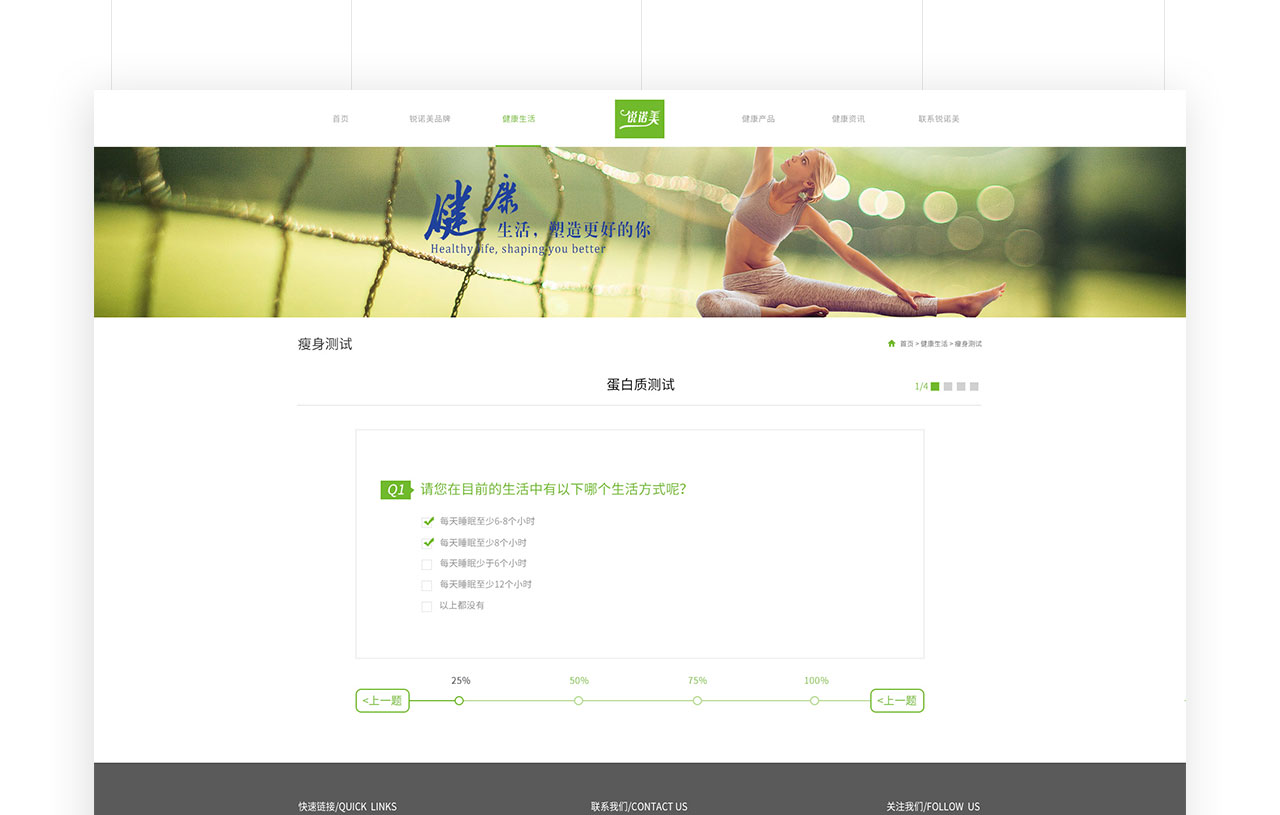 首页 锐诺美品牌 健康生活 锐诺美 健康产品 健康资讯 联系锐诺美
健康
生活，塑造更好的你
Healthy life, shaping you better
瘦身测试
首页 > 健康生活 > 瘦身测试
蛋白质测试
1/4
Q1 请您在目前的生活中有以下哪个生活方式呢?
每天睡眠至少6-8个小时
每天睡眠至少8个小时
每天睡眠少于6个小时
每天睡眠至少12个小时
以上都没有
25% 50% 75% 100%
<上一题 <上一题
快速链接/QUICK LINKS 联系我们/CONTACT US 关注我们/FOLLOW US